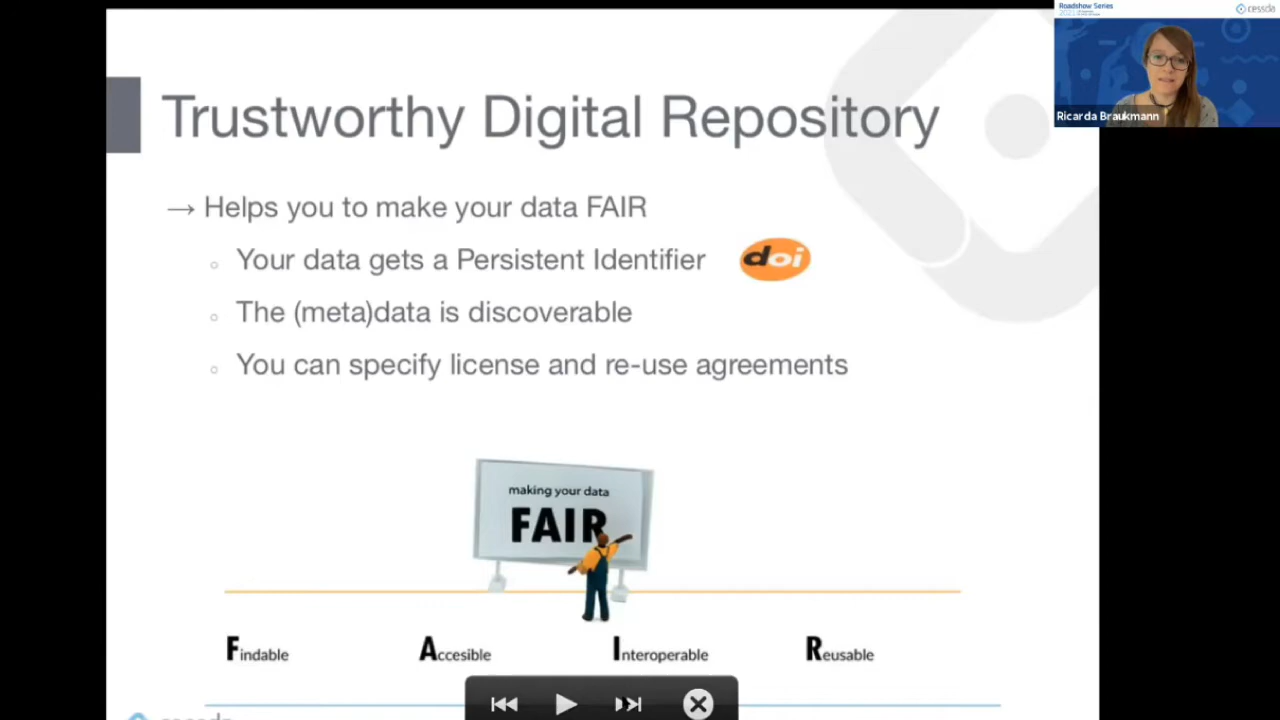 Roadshow Series
2021
cessda
Ricarda Braukmann
Trustworthy Digital Repository
→ Helps you to make your data FAIR
Your data gets a Persistent Identifier
doi
The (meta)data is discoverable
You can specify license and re-use agreements
making your data
FAIR
Findable
Accesible
Interoperable
Reusable
cessda